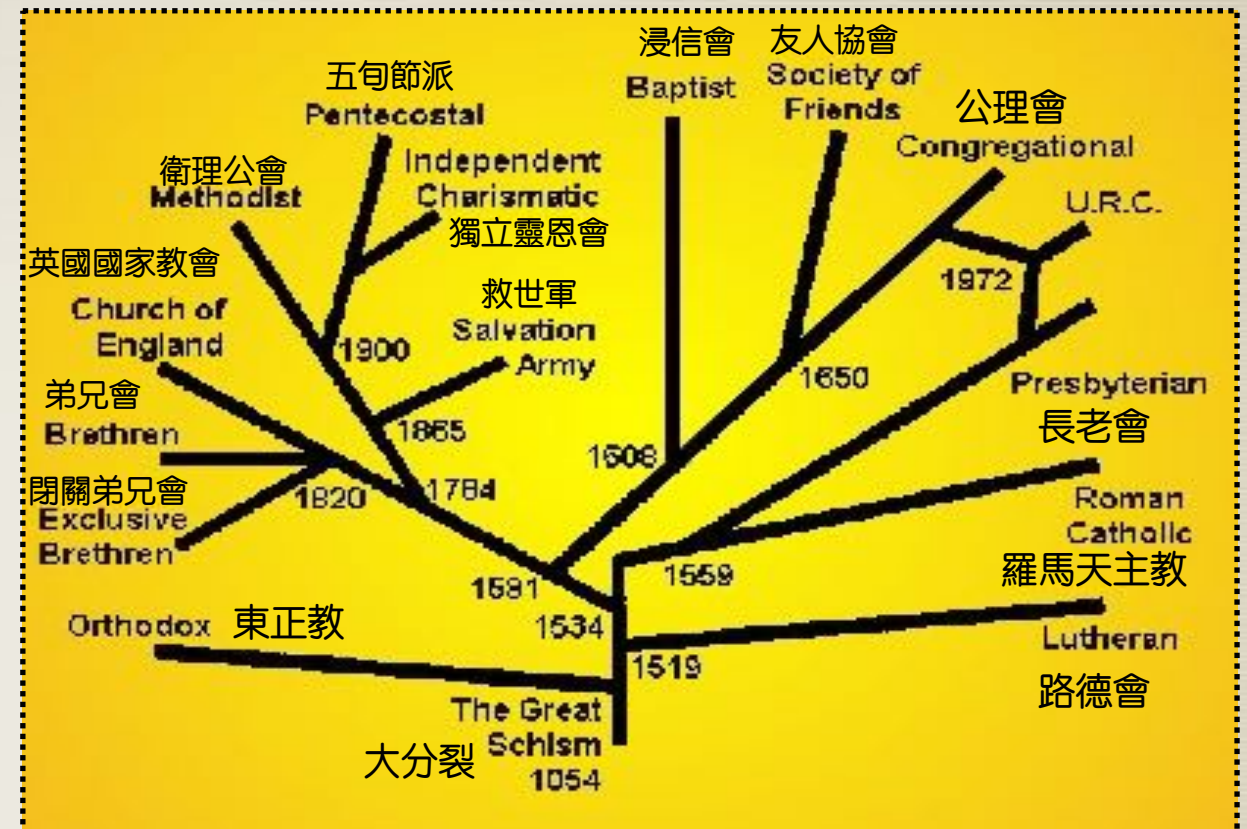 浸信會
Baptist
友人協會
Society of
Friends
五旬節派
Pentecostal
公理會
Congregational
衛理公會
Methodist
Independent
Charismatic
獨立靈恩會
U.R.C.
英國國家教會
Church of
England
救世軍
Salvation
Army
1972
1900
1650
弟兄會
Brethren
1865
Presbyterian
長老會
閉關弟兄會
Exclusive
Brethren
1820
1784
1608
Roman
Catholic
羅馬天主教
1581
1559
1534
Orthodox 東正教
1519
Lutheran
路德會
The Great
Schism
大分裂
1054